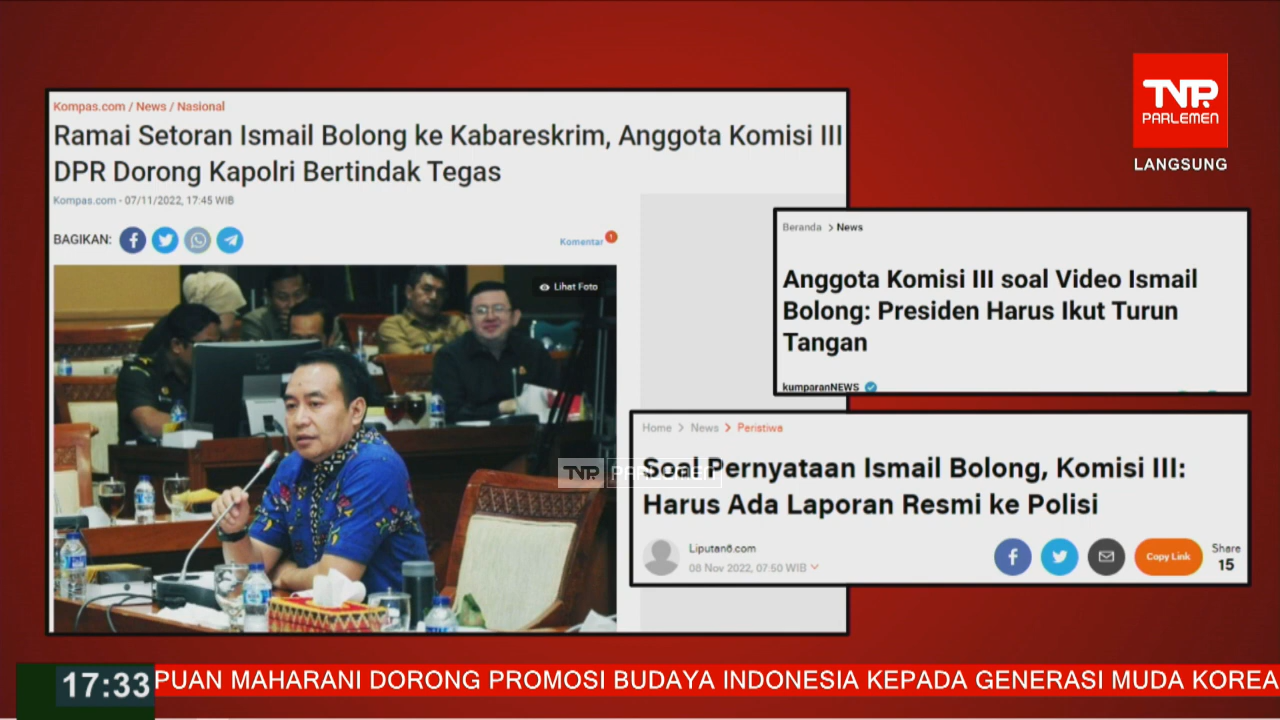 Kompas.com / News / Nasional
Ramai Setoran Ismail Bolong ke Kabareskrim, Anggota Komisi III
DPR Dorong Kapolri Bertindak Tegas
Kompas.com - 07/11/2022, 17:45 WIB
BAGIKAN:
Komentar 1
Lihat Foto
TVP.
PARLEMEN
LANGSUNG
Beranda > News
Anggota Komisi III soal Video Ismail
Bolong: Presiden Harus Ikut Turun
Tangan
kumparanNEWS
Home > News > Peristiwa
Soal Pernyataan Ismail Bolong, Komisi III:
Harus Ada Laporan Resmi ke Polisi
Liputan6.com
08 Nov 2022, 07:50 WIB
Copy Link
Share
15
TVP. PARLEMEN
17:33
PUAN MAHARANI DORONG PROMOSI BUDAYA INDONESIA KEPADA GENERASI MUDA KOREA